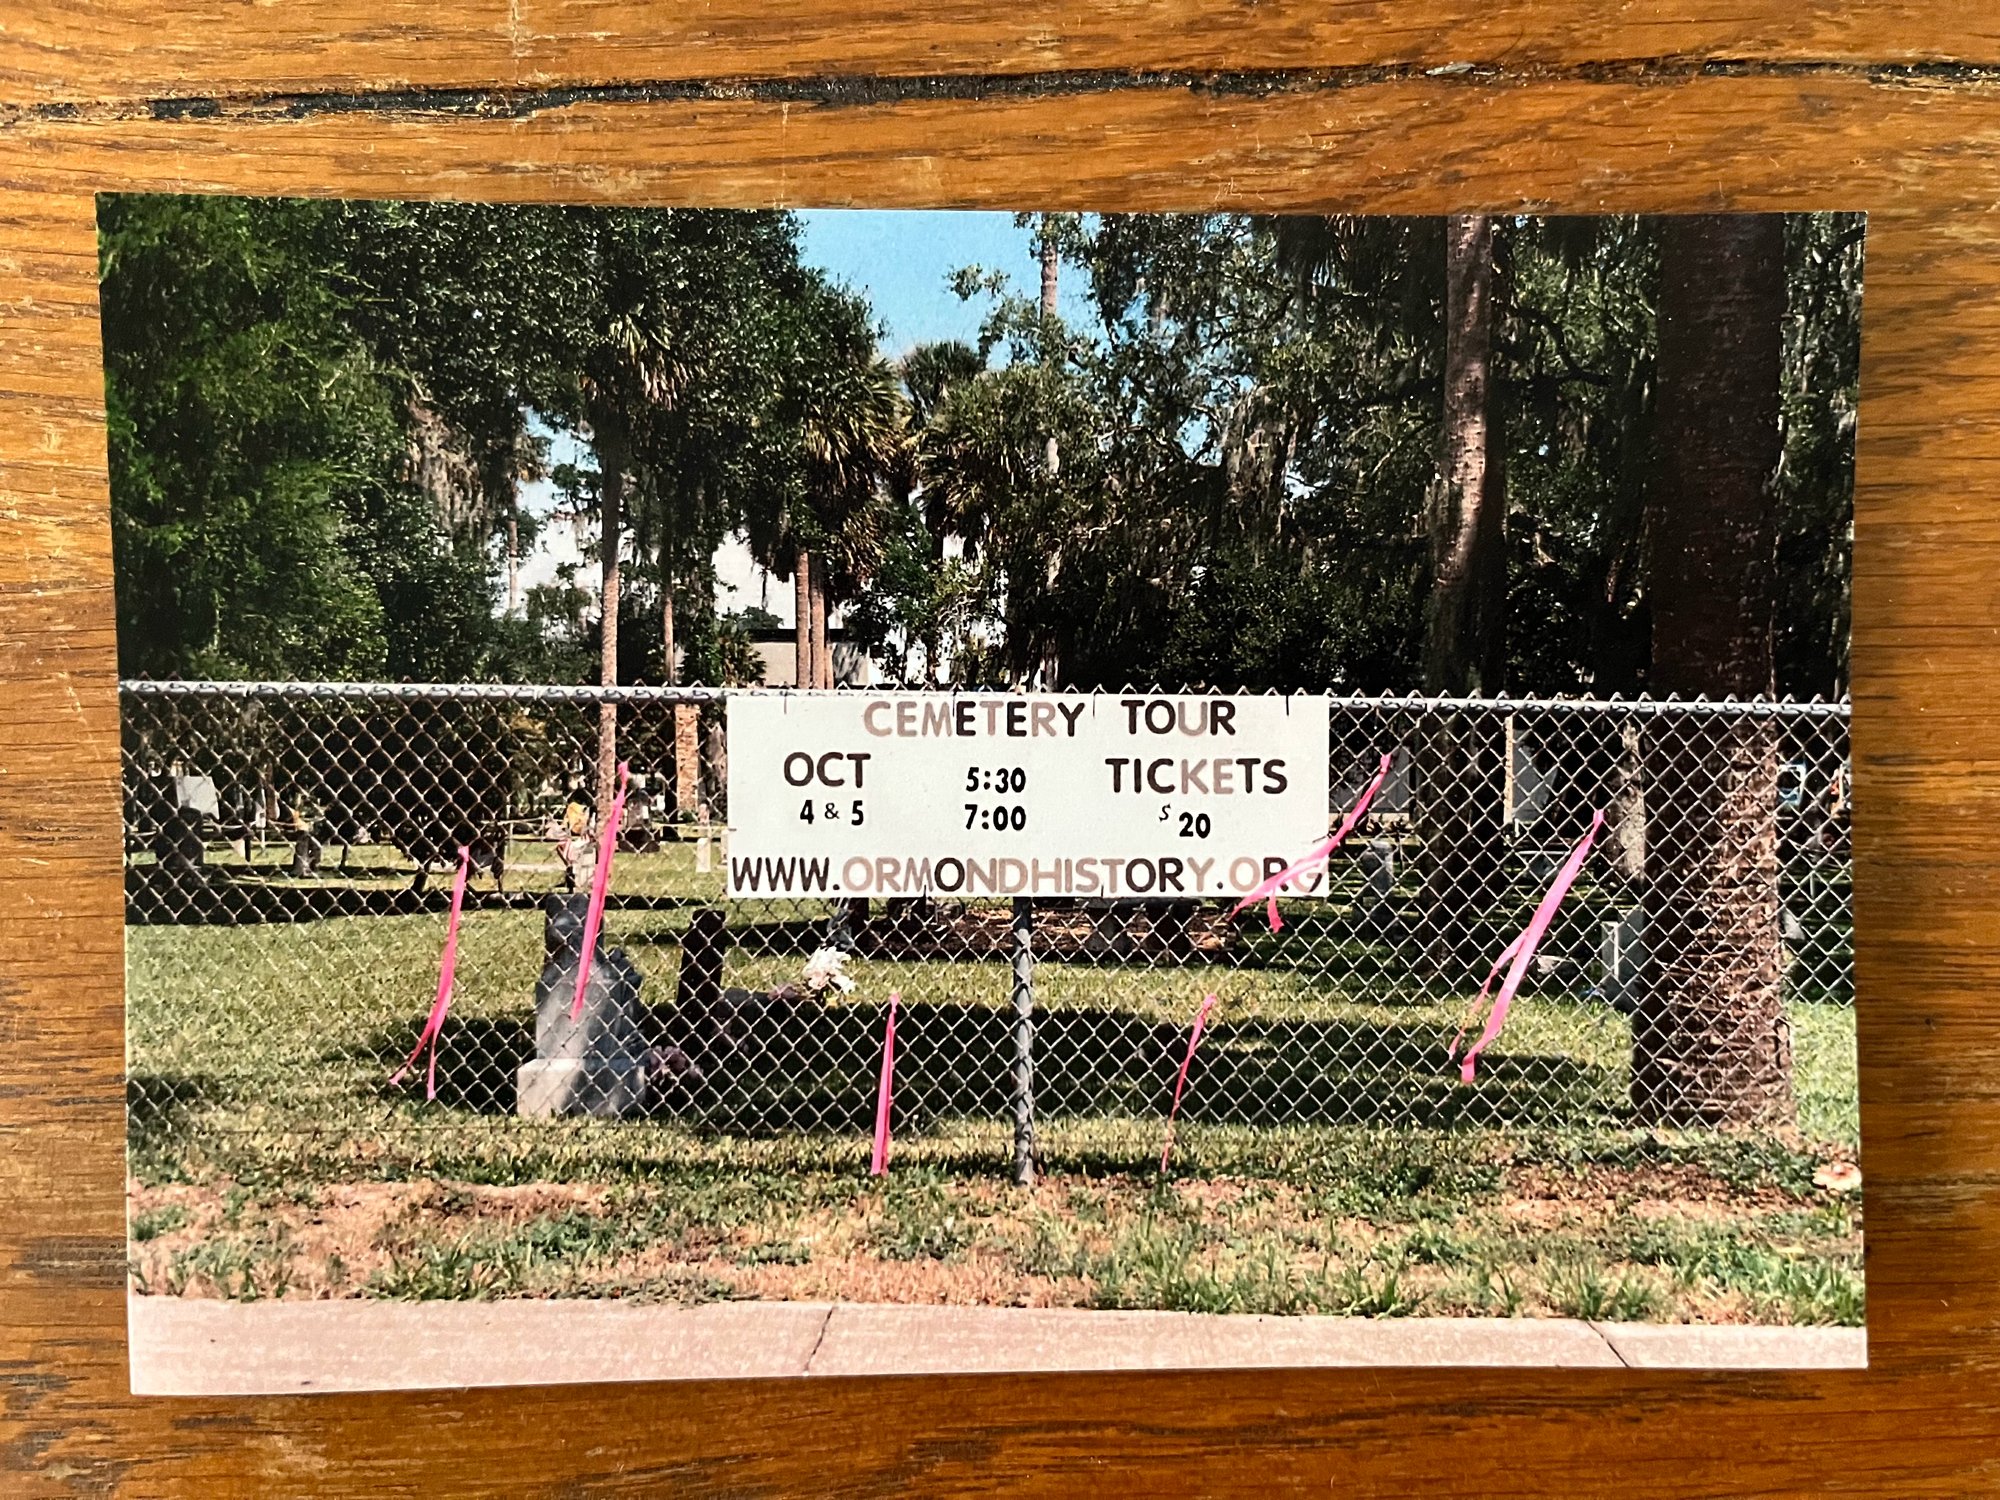 CEMETERY TOUR
OCT 5:30 TICKETS
4 & 5 7:00 $20
WWW.ORMONDHISTORY.ORG